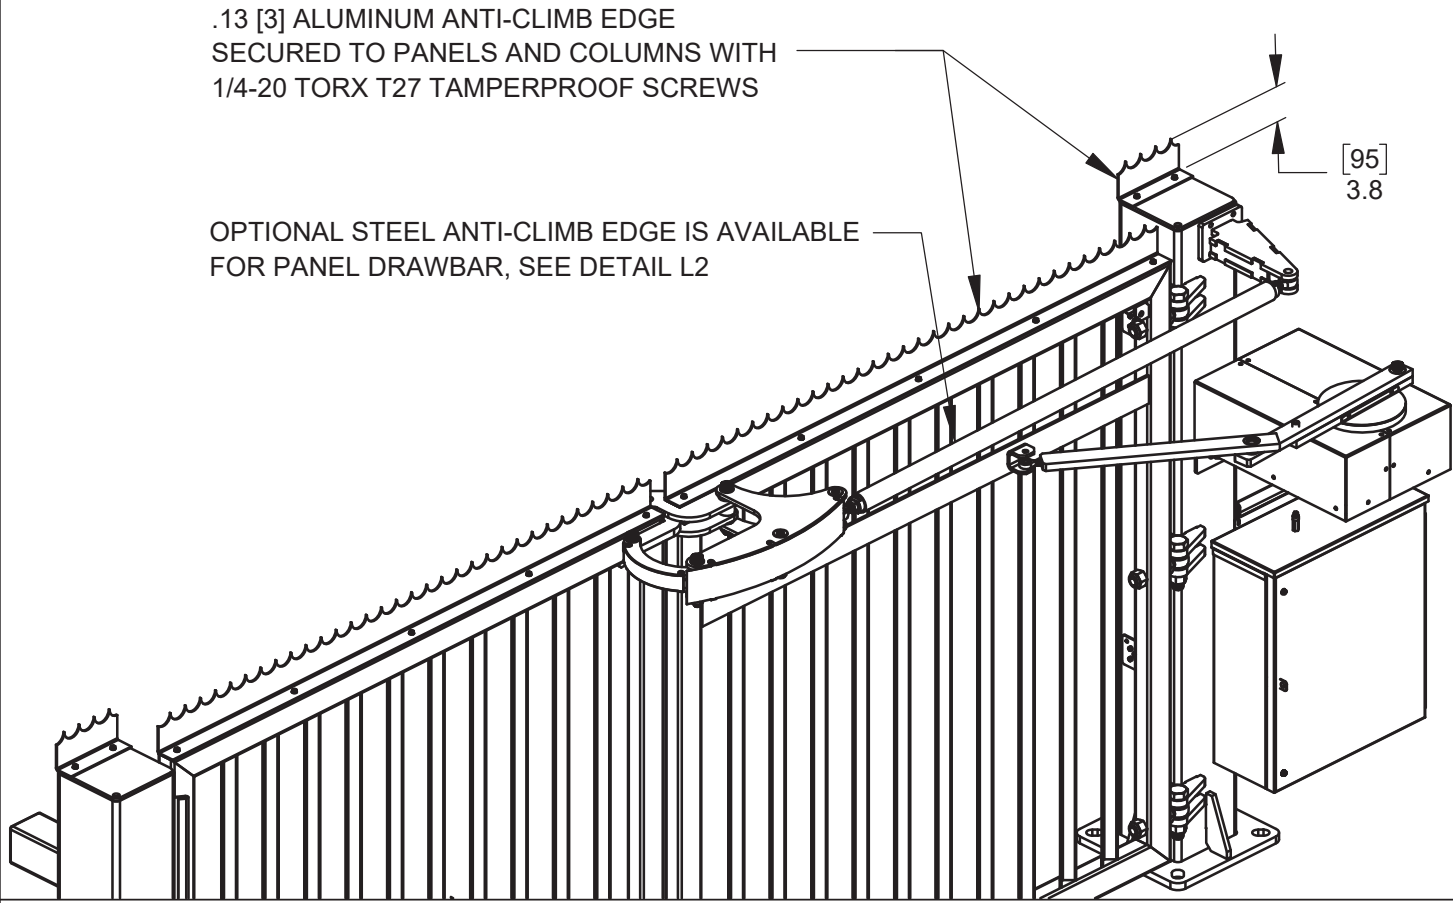 .13 [3] ALUMINUM ANTI-CLIMB EDGE
SECURED TO PANELS AND COLUMNS WITH
1/4-20 TORX T27 TAMPERPROOF SCREWS
[95]
3.8
OPTIONAL STEEL ANTI-CLIMB EDGE IS AVAILABLE
FOR PANEL DRAWBAR, SEE DETAIL L2